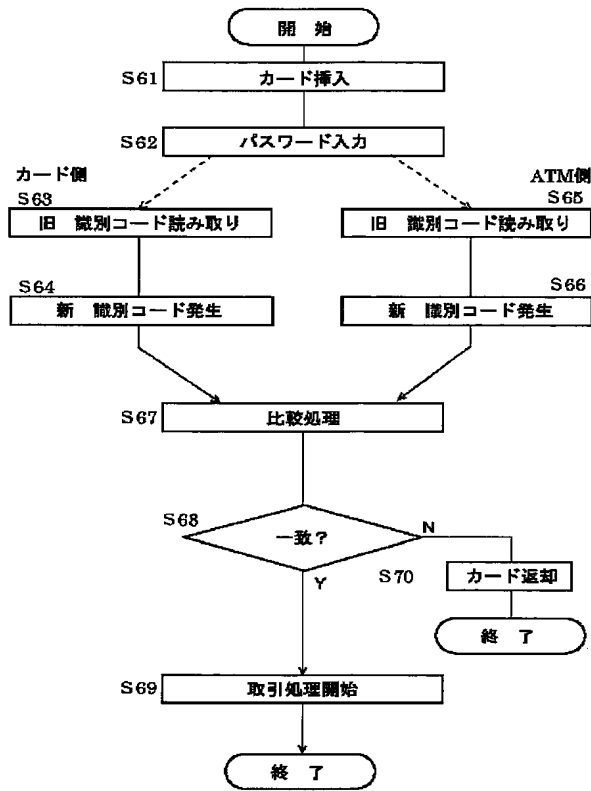 開 始
S61 カード挿入
S62 パスワード入力
カード側
S63
旧 識別コード読み取り
ATM側
S65
旧 識別コード読み取り
S64
新 識別コード発生
S66
新 識別コード発生
S67 比較処理
S68
一致?
N
Y
S70 カード返却
終 了
S69 取引処理開始
終 了